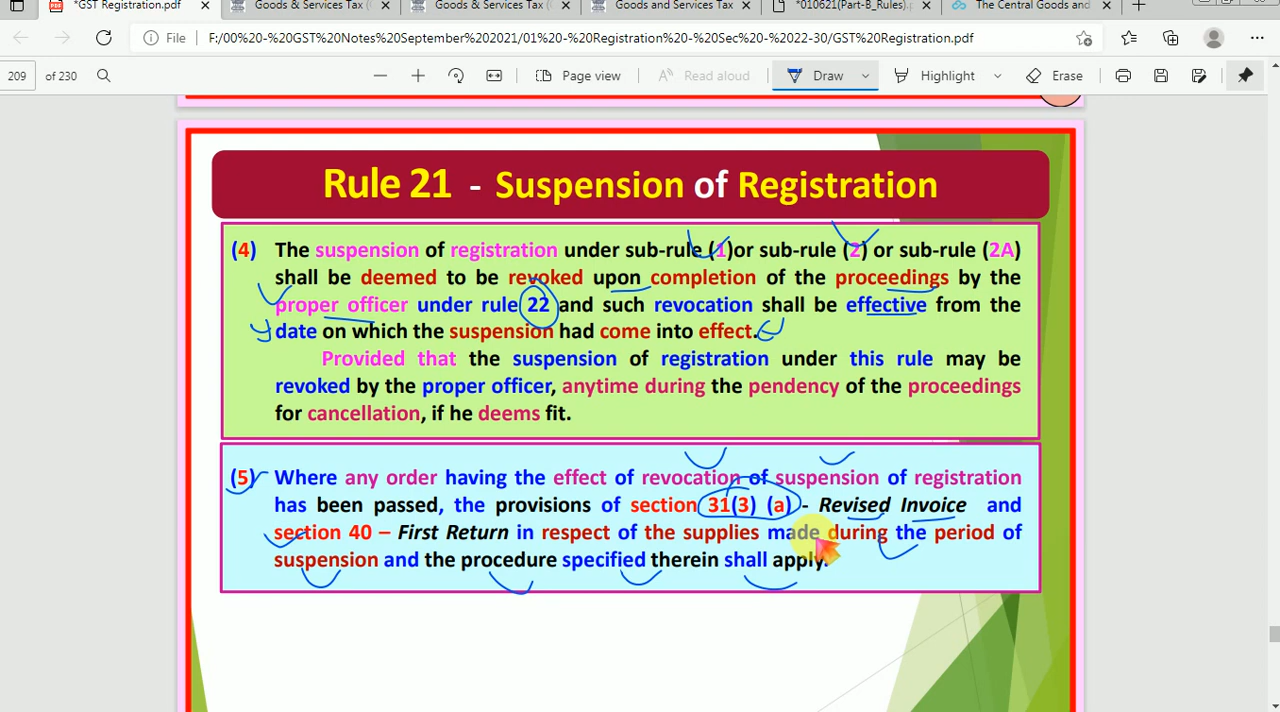 *GST Registration.pdf
Goods & Services Tax (
Goods & Services Tax (
Goods and Services Tax
*010621(Part-B_Rules).p
The Central Goods and
File
F:/00%20-%20GST%20Notes%20September%202021/01%20-%20Registration%20-%20Sec%20-%2022-30/GST%20Registration.pdf
209 of 230
Page view
Read aloud
Draw
Highlight
Erase
Rule 21 - Suspension of Registration
(4) The suspension of registration under sub-rule (1)or sub-rule (2) or sub-rule (2A)
shall be deemed to be revoked upon completion of the proceedings by the
proper officer under rule 22 and such revocation shall be effective from the
date on which the suspension had come into effect.
Provided that the suspension of registration under this rule may be
revoked by the proper officer, anytime during the pendency of the proceedings
for cancellation, if he deems fit.
(5) Where any order having the effect of revocation of suspension of registration
has been passed, the provisions of section 31(3) (a) - Revised Invoice and
section 40 – First Return in respect of the supplies made during the period of
suspension and the procedure specified therein shall apply.